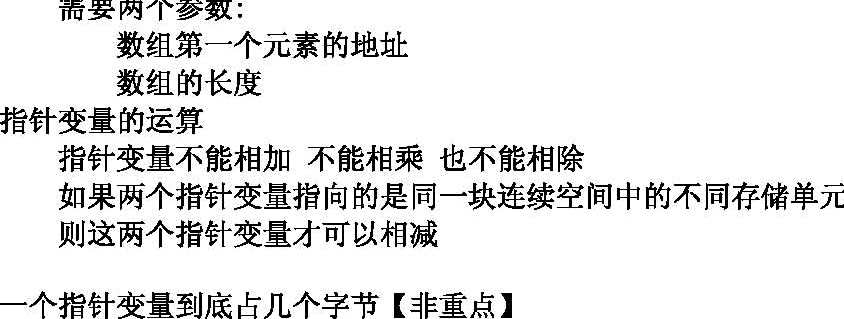 需要两个参数:
数组第一个元素的地址
数组的长度
指针变量的运算
指针变量不能相加 不能相乘 也不能相除
如果两个指针变量指向的是同一块连续空间中的不同存储单元
则这两个指针变量才可以相减
一个指针变量到底占几个字节【非重点】